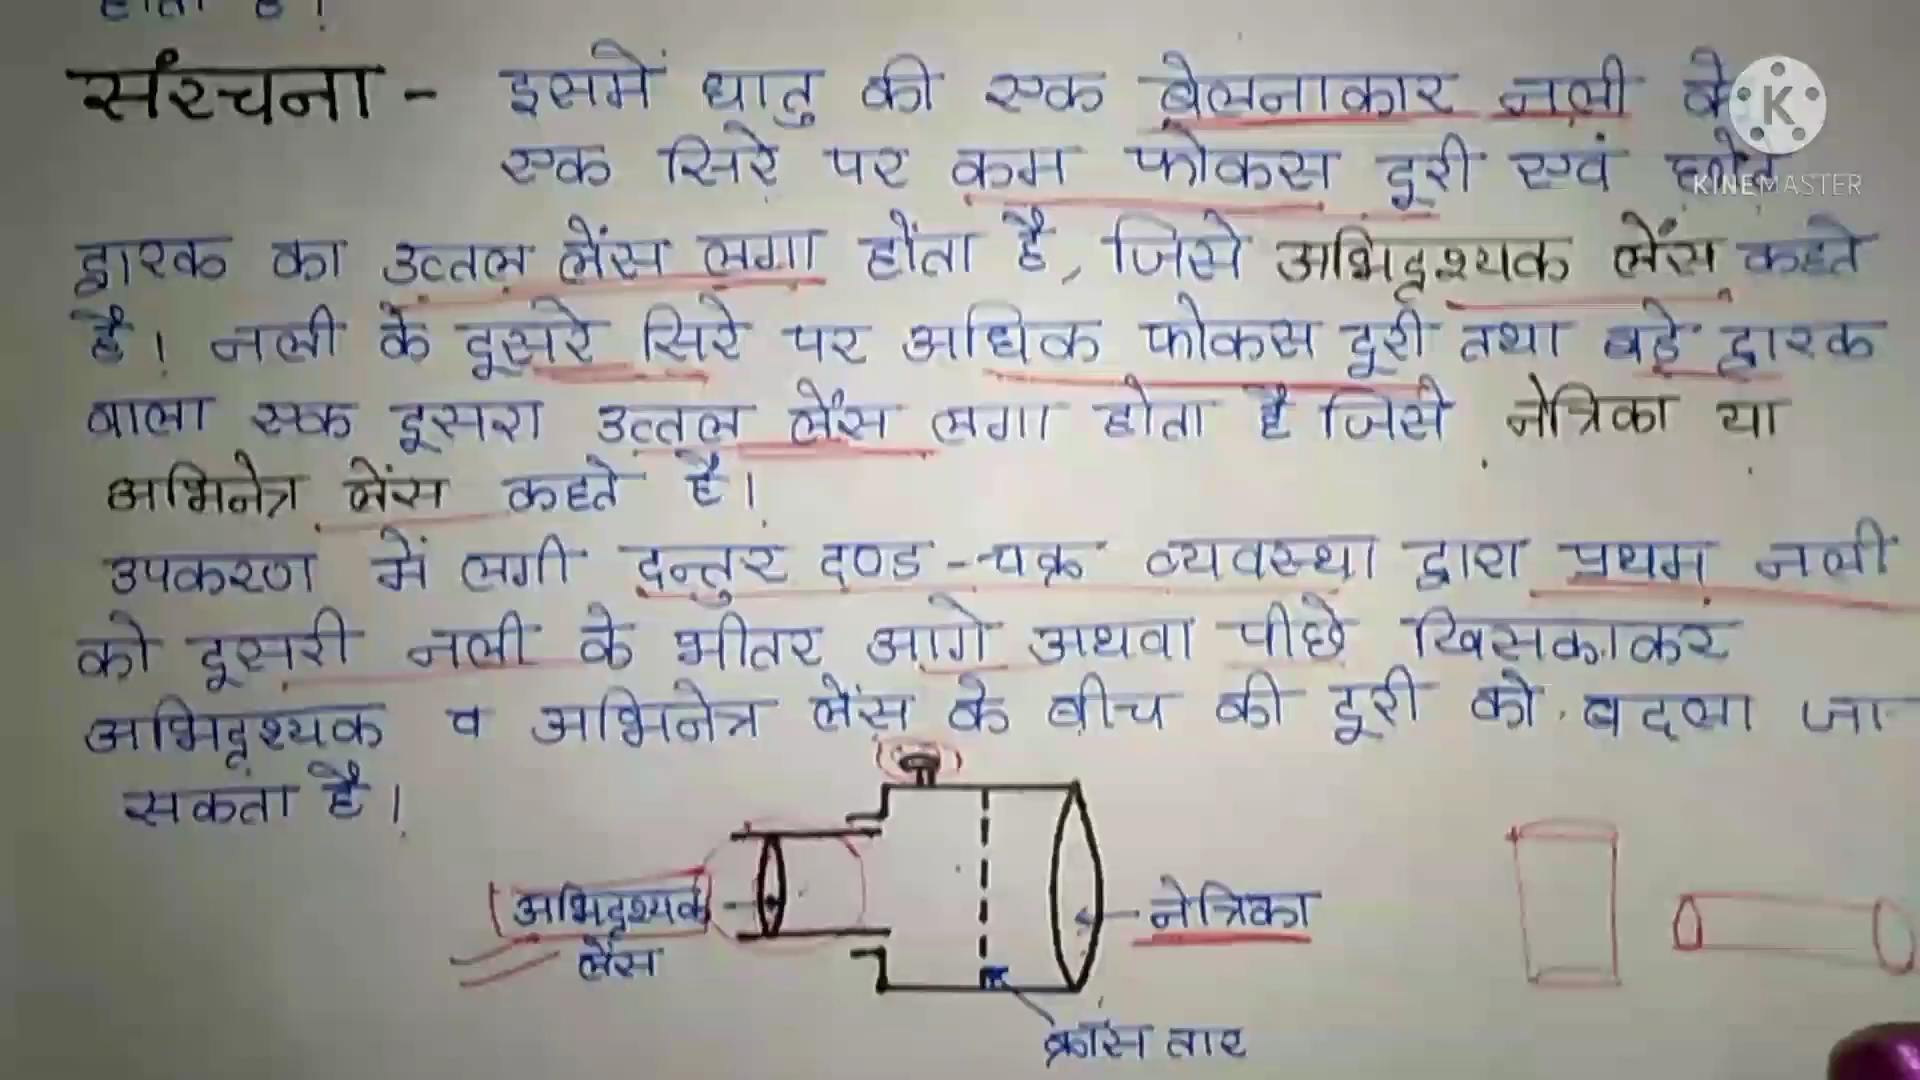 होता है।
संरचना - इसमें धातु की एक बेलनाकार नली के
एक सिरे पर कम फोकस दूरी एवं छोटे
द्वारक का उत्तल लेंस लगा होता है, जिसे अभिदृश्यक लेंस कहते
है। नली के दूसरे सिरे पर अधिक फोकस दूरी तथा बड़े द्वारक
वाला एक दूसरा उत्तल लेंस लगा होता है जिसे नेत्रिका या
अभिनेत्र लेंस कहते है।
उपकरण में लगी दन्तुर दण्ड-चक्र व्यवस्था द्वारा प्रथम नली
को दूसरी नली के भीतर आगे अथवा पीछे खिसकाकर
अभिदृश्यक व अभिनेत्र लेंस के बीच की दूरी को बदला जा
सकता है।
अभिदृश्यक
लेंस
नेत्रिका
क्रॉस तार
K
KINEMASTER